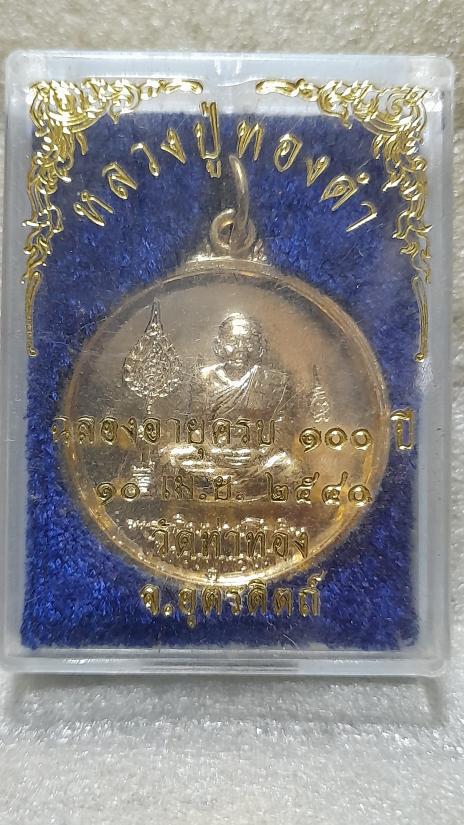 หลวงปู่ทองดำ
ฉลองอายุครบ ๑๐๐ ปี
๑๐ เม.ย. ๒๕๔๐
วัดท่าทอง
จ.อุตรดิตถ์